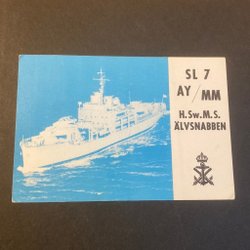 SL 7
AY/MM
H.Sw.M.S.
ÄLVSNABBEN